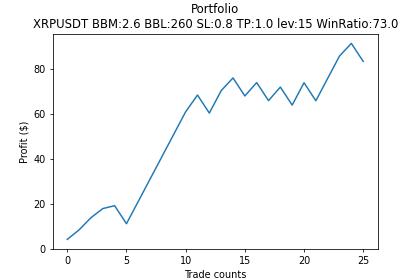 Portfolio
XRPUSDT BBM:2.6 BBL:260 SL:0.8 TP:1.0 lev:15 WinRatio:73.0
80
60
40
20
0
Profit ($)
0 5 10 15 20 25
Trade counts